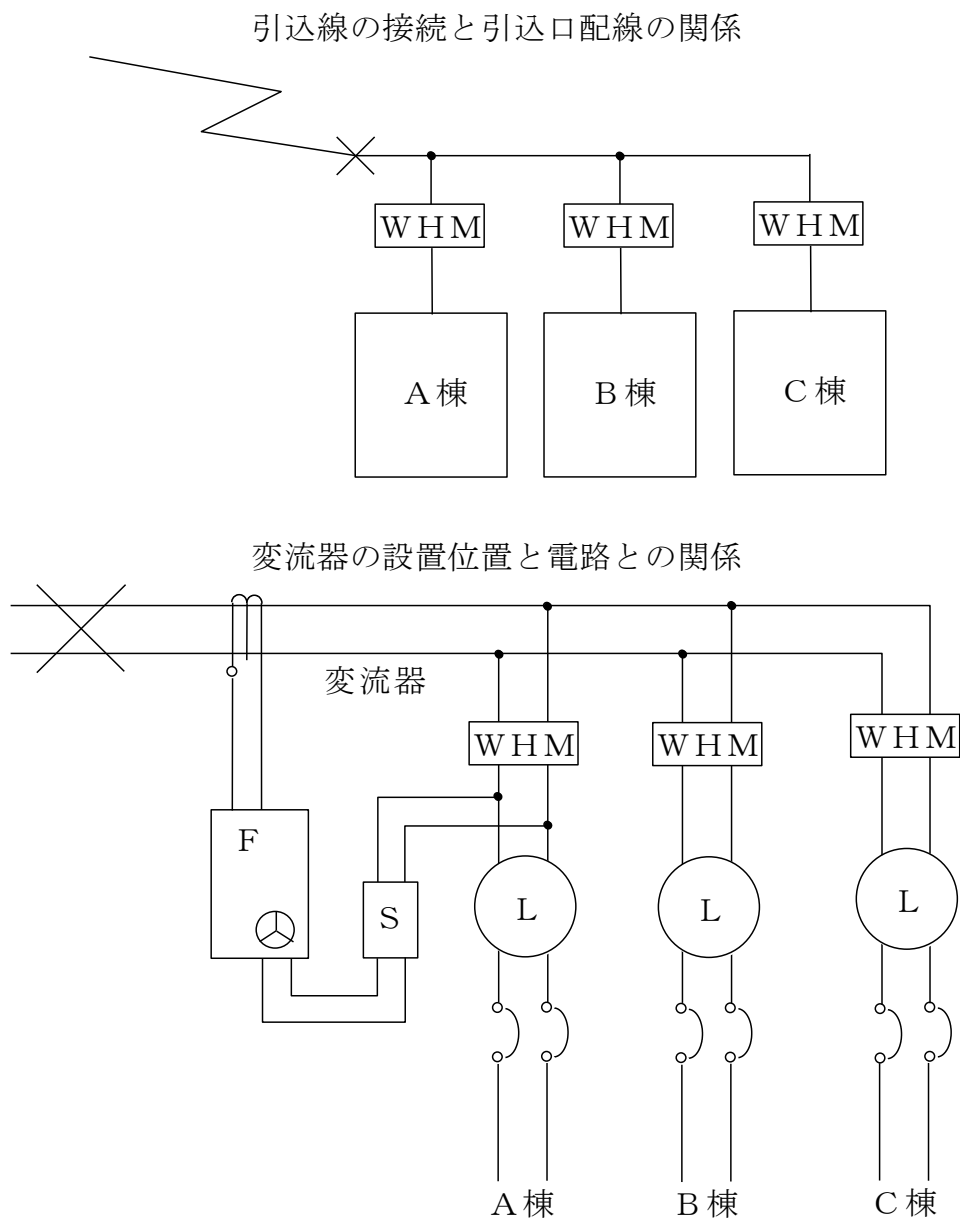 引込線の接続と引込口配線の関係
WHM WHM WHM
A棟 B棟 C棟
変流器の設置位置と電路との関係
変流器
WHM WHM WHM
F
S L L L
A棟 B棟 C棟